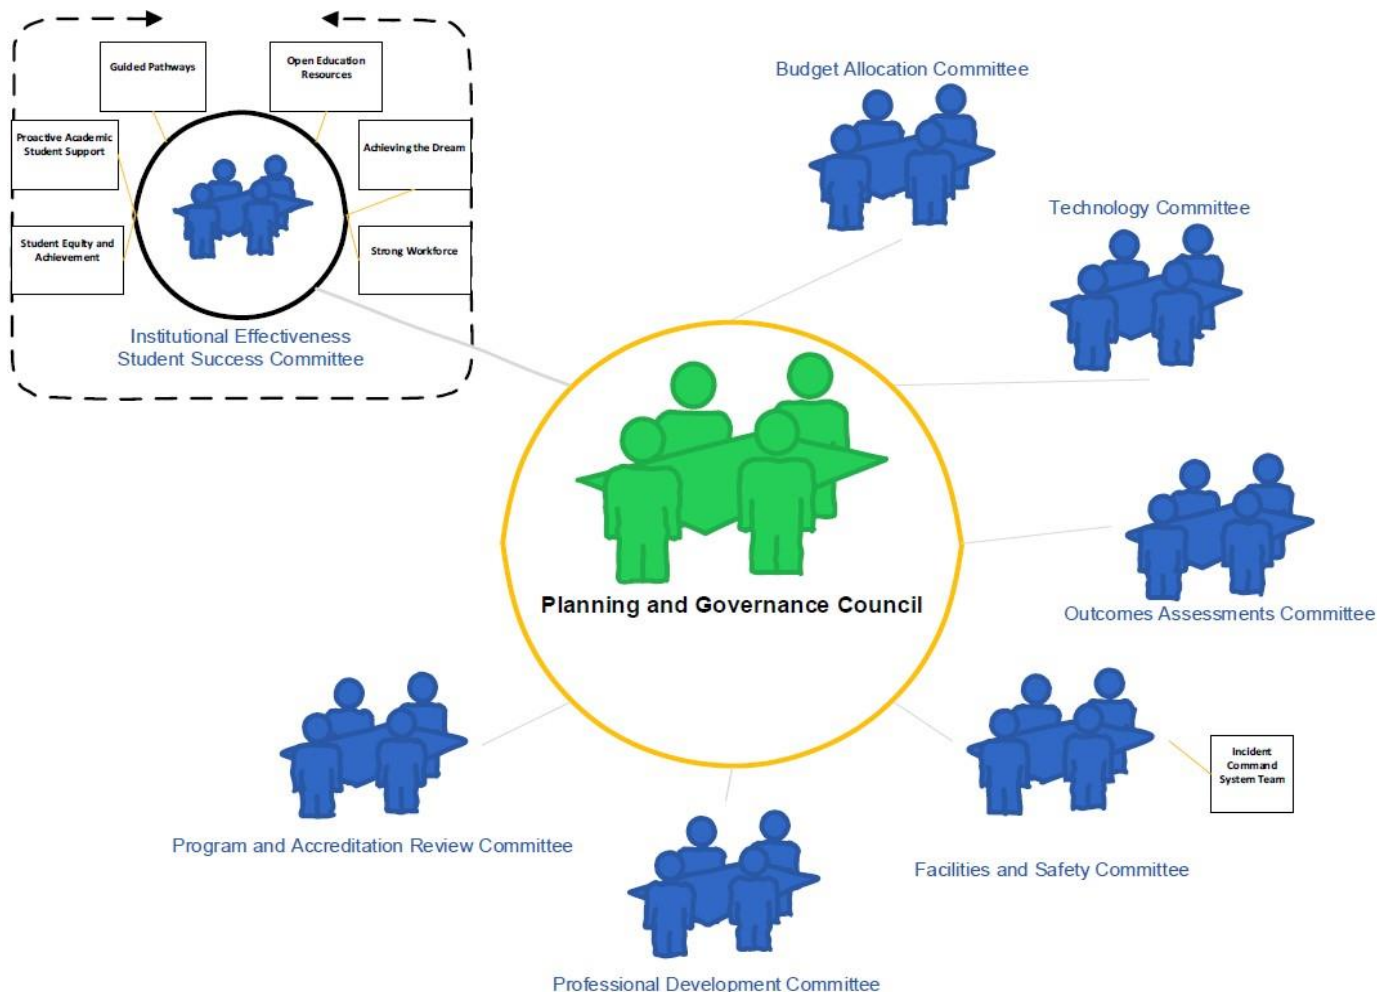 Guided Pathways
Open Education
Resources
Proactive Academic
Student Support
Achieving the Dream
Student Equity and
Achievement
Strong Workforce
Institutional Effectiveness
Student Success Committee
Budget Allocation Committee
Technology Committee
Planning and Governance Council
Outcomes Assessments Committee
Incident
Command
System Team
Program and Accreditation Review Committee
Facilities and Safety Committee
Professional Development Committee